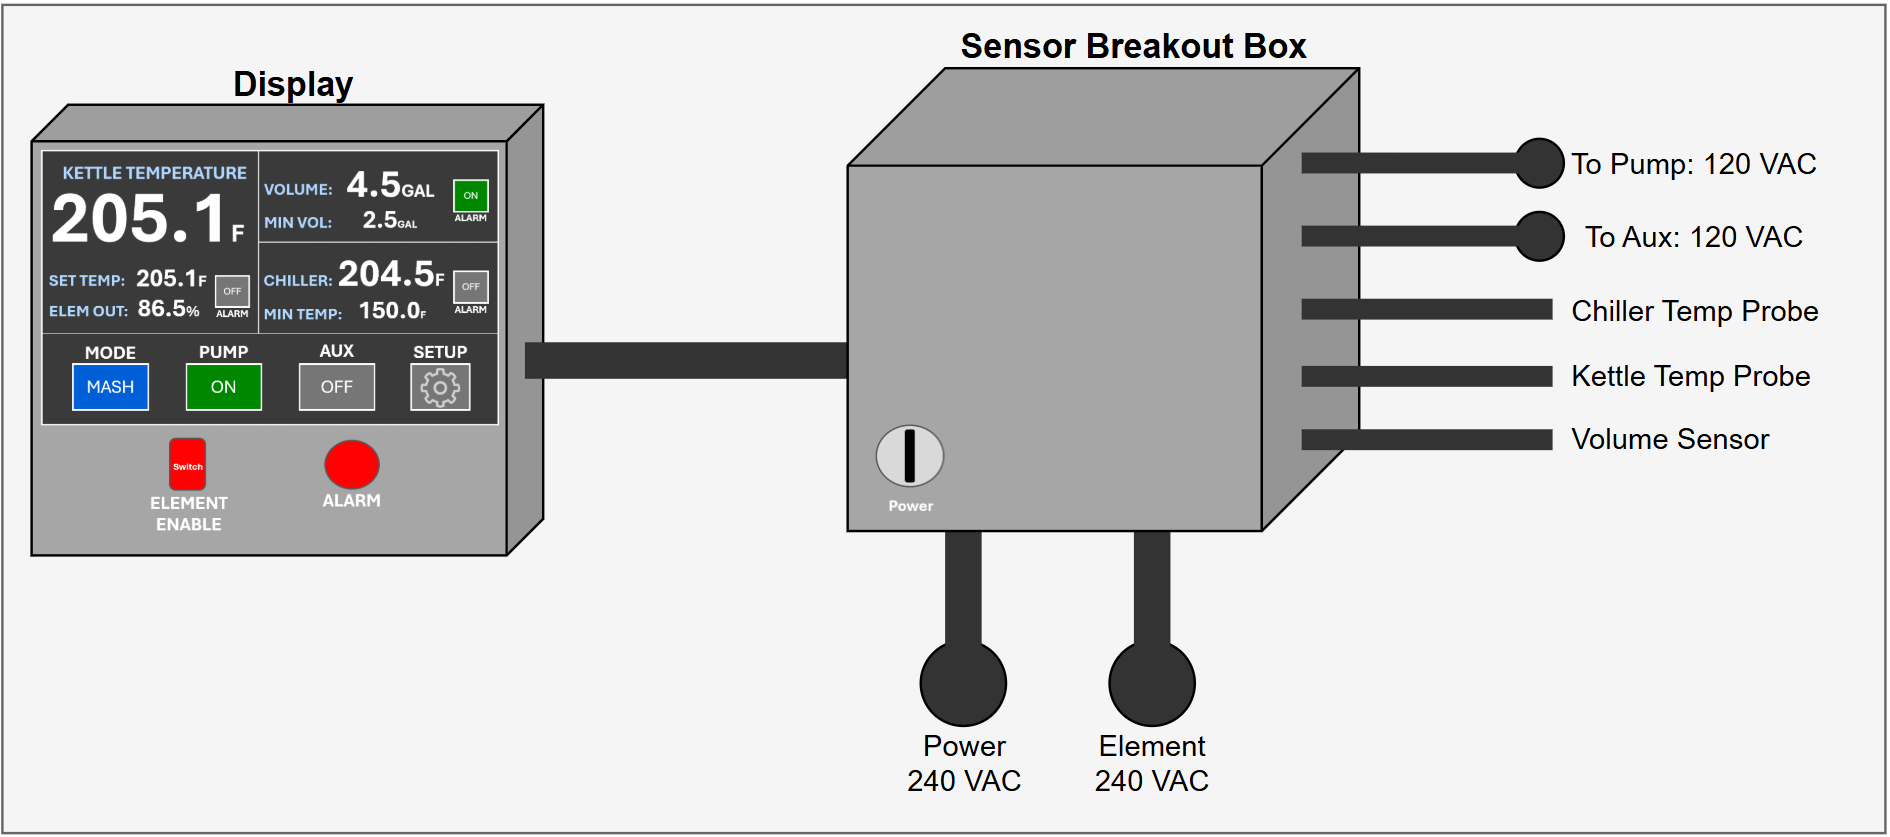 Sensor Breakout Box
Display
KETTLE TEMPERATURE
205.1F
SET TEMP: 205.1F
ELEM OUT: 86.5%
OFF
ALARM
VOLUME: 4.5GAL
MIN VOL: 2.5GAL
ON
ALARM
CHILLER: 204.5F
MIN TEMP: 150.0F
OFF
ALARM
MODE
MASH
PUMP
ON
AUX
OFF
SETUP
Switch
ELEMENT
ENABLE
ALARM
Power
To Pump: 120 VAC
To Aux: 120 VAC
Chiller Temp Probe
Kettle Temp Probe
Volume Sensor
Power
240 VAC
Element
240 VAC